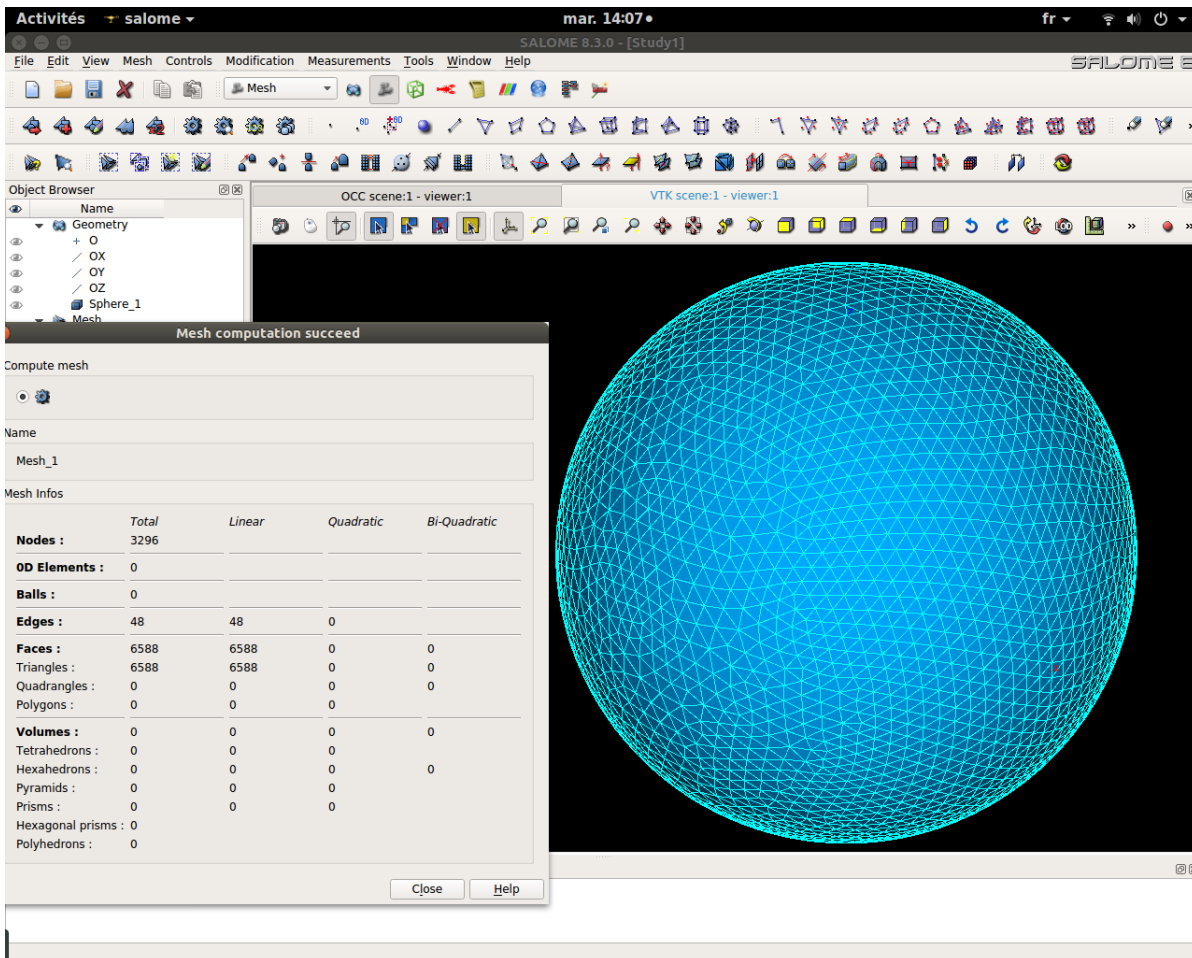 Activités salome mar. 14:07 fr
SALOME 8.3.0 - [Study1]
File Edit View Mesh Controls Modification Measurements Tools Window Help SALOME
Mesh
0D 0D
Object Browser
OCC scene:1 - viewer:1 VTK scene:1 - viewer:1
Name
Geometry
O
OX
OY
OZ
Sphere_1
Mesh
Mesh computation succeed
Compute mesh
Name
Mesh_1
Mesh Infos
Total Linear Quadratic Bi-Quadratic
Nodes : 3296
0D Elements : 0
Balls : 0
Edges : 48 48 0
Faces : 6588 6588 0 0
Triangles : 6588 6588 0 0
Quadrangles : 0 0 0 0
Polygons : 0 0 0
Volumes : 0 0 0 0
Tetrahedrons : 0 0 0
Hexahedrons : 0 0 0 0
Pyramids : 0 0 0
Prisms : 0 0 0
Hexagonal prisms : 0
Polyhedrons : 0
Close Help